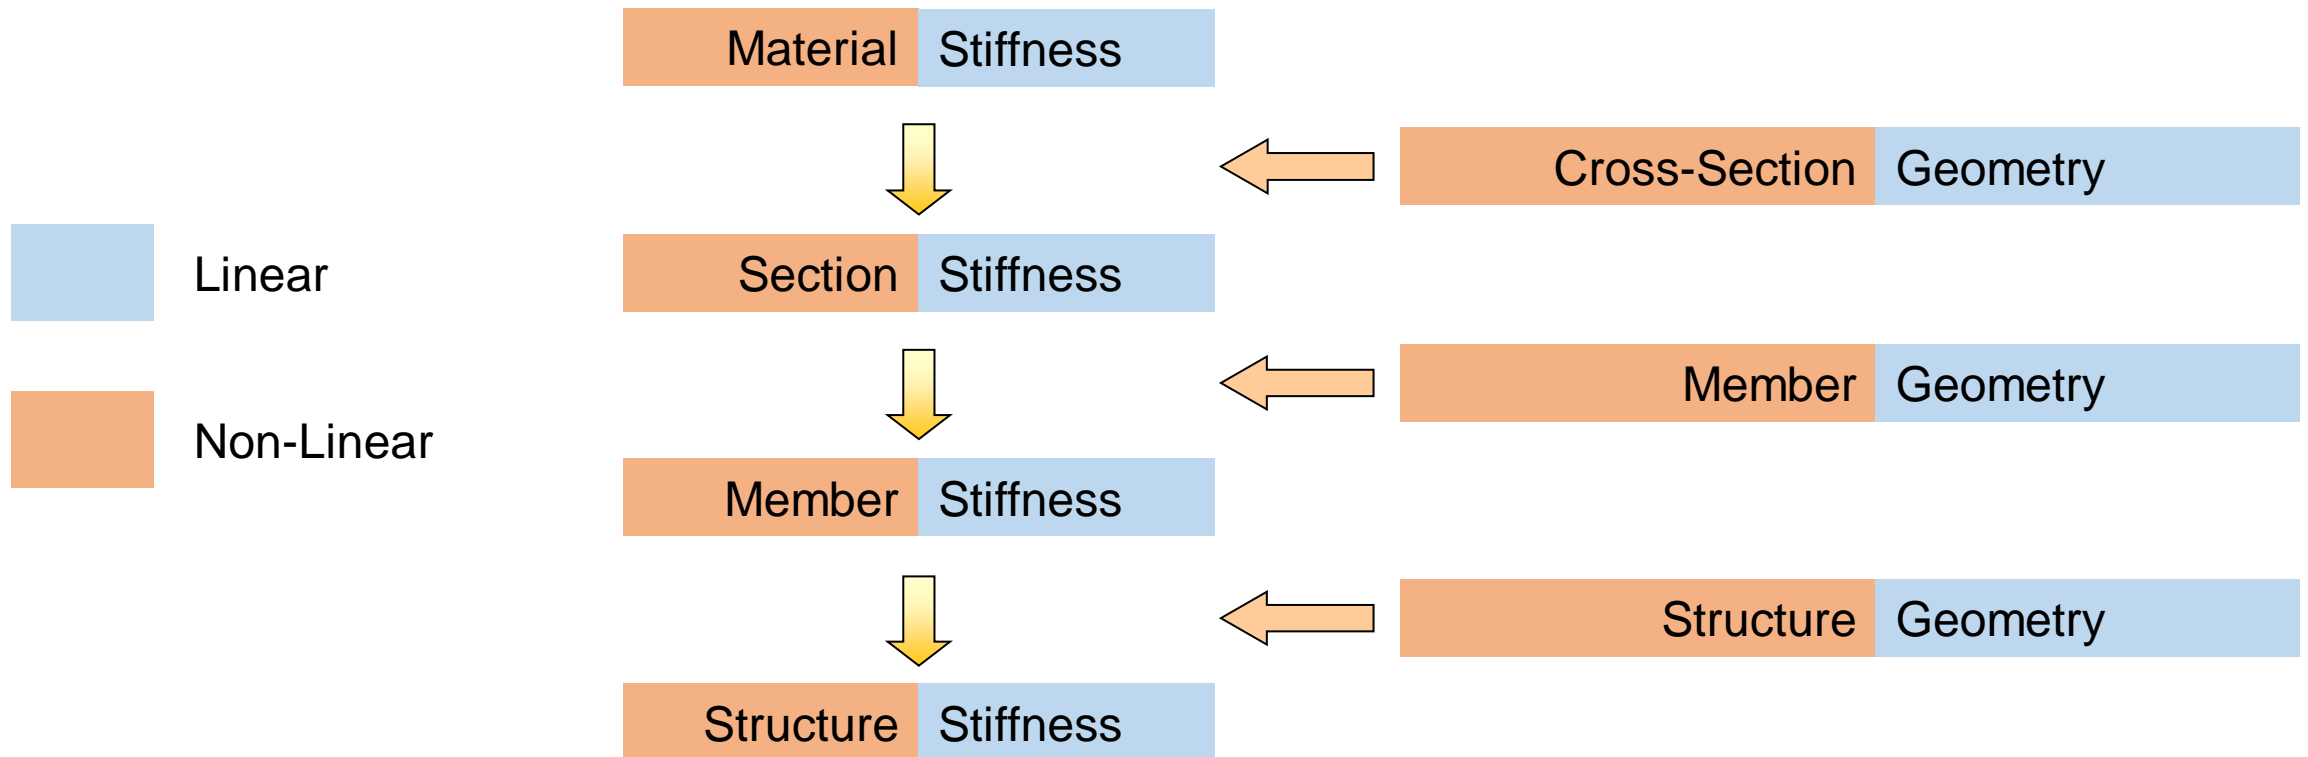 Material Stiffness
Cross-Section Geometry
Section Stiffness
Linear
Member Geometry
Non-Linear
Member Stiffness
Structure Geometry
Structure Stiffness